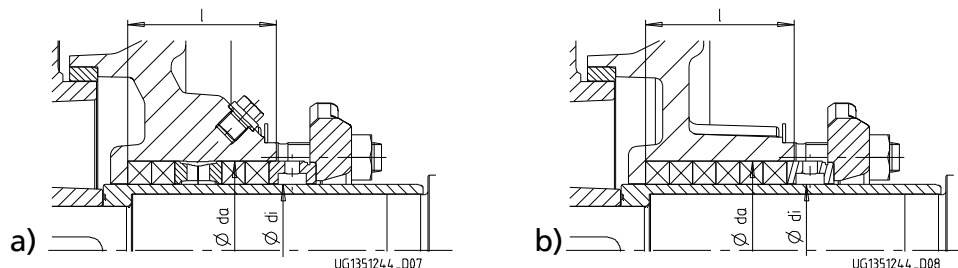 l
l
Ø da
Ø di
Ø da
Ø di
a)
b)
UG1351244_D07
UG1351244_D08